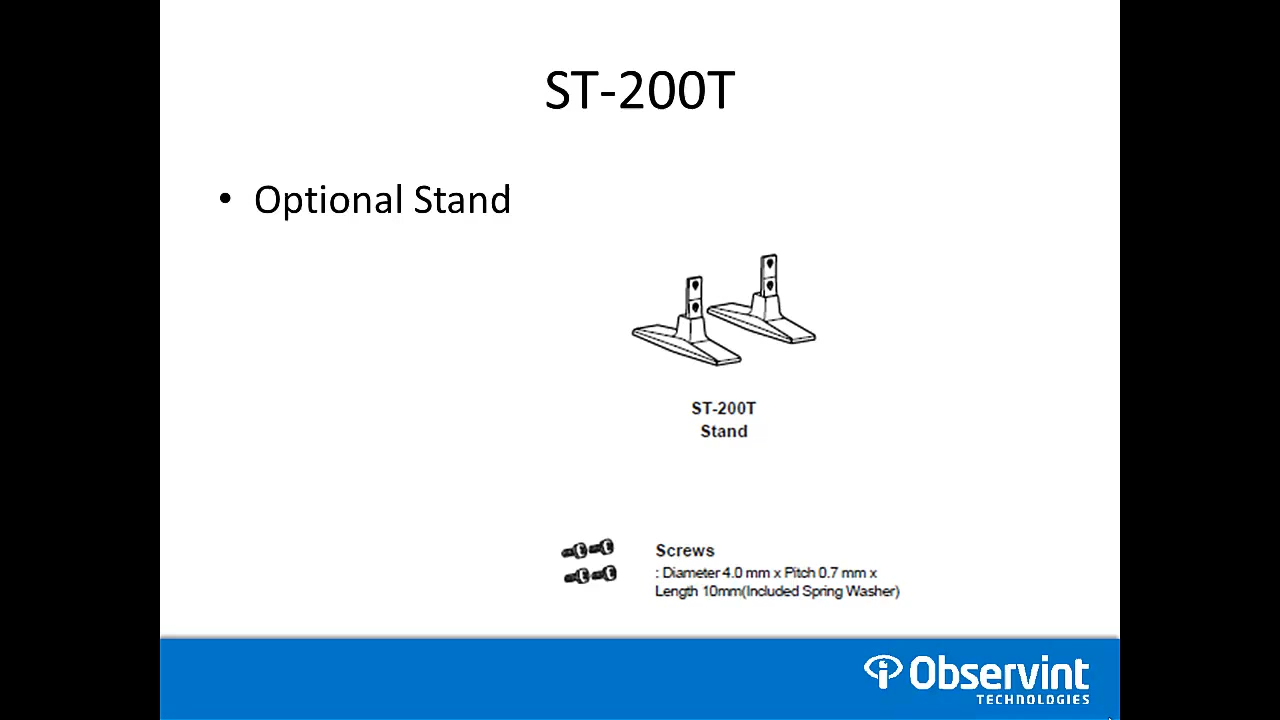 ST-200T
• Optional Stand
ST-200T
Stand
Screws
: Diameter 4.0 mm x Pitch 0.7 mm x
Length 10mm(Included Spring Washer)
Observint
TECHNOLOGIES